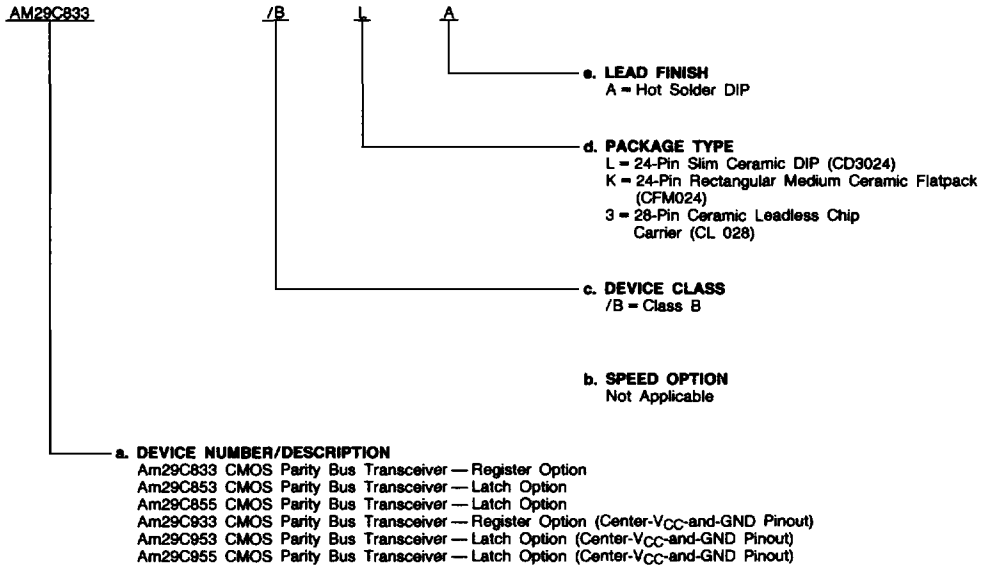 AM29C833 /B L A
e. LEAD FINISH
A = Hot Solder DIP
d. PACKAGE TYPE
L = 24-Pin Slim Ceramic DIP (CD3024)
K = 24-Pin Rectangular Medium Ceramic Flatpack
(CFM024)
3 = 28-Pin Ceramic Leadless Chip
Carrier (CL 028)
c. DEVICE CLASS
/B = Class B
b. SPEED OPTION
Not Applicable
a. DEVICE NUMBER/DESCRIPTION
Am29C833 CMOS Parity Bus Transceiver — Register Option
Am29C853 CMOS Parity Bus Transceiver — Latch Option
Am29C855 CMOS Parity Bus Transceiver — Latch Option
Am29C933 CMOS Parity Bus Transceiver — Register Option (Center-VCC-and-GND Pinout)
Am29C953 CMOS Parity Bus Transceiver — Latch Option (Center-VCC-and-GND Pinout)
Am29C955 CMOS Parity Bus Transceiver — Latch Option (Center-VCC-and-GND Pinout)